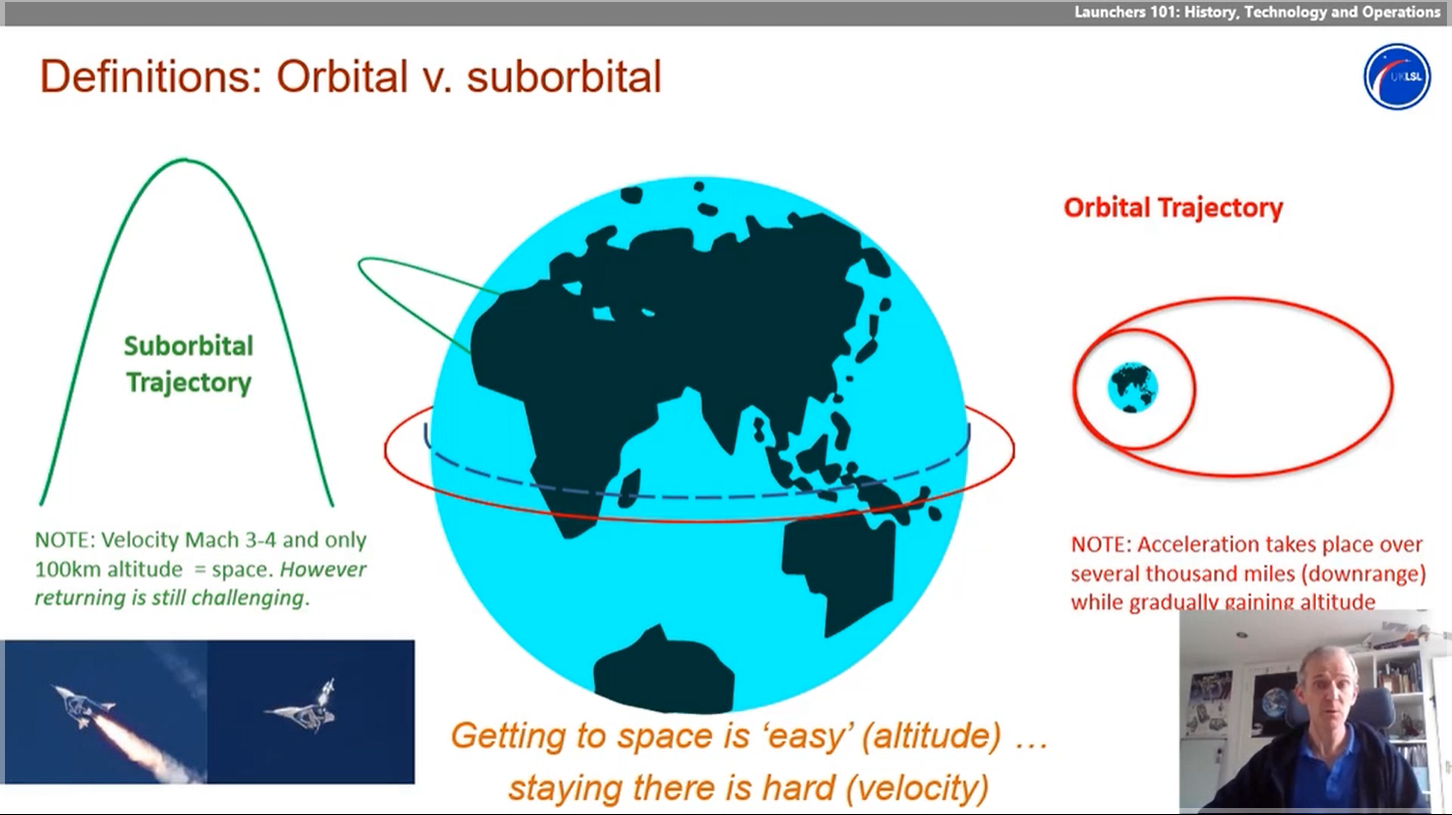 Launchers 101: History, Technology and Operations
Definitions: Orbital v. suborbital
UKLSL
Suborbital
Trajectory
NOTE: Velocity Mach 3-4 and only
100km altitude = space. However
returning is still challenging.
Orbital Trajectory
NOTE: Acceleration takes place over
several thousand miles (downrange)
while gradually gaining altitude
Getting to space is ‘easy’ (altitude) …
staying there is hard (velocity)